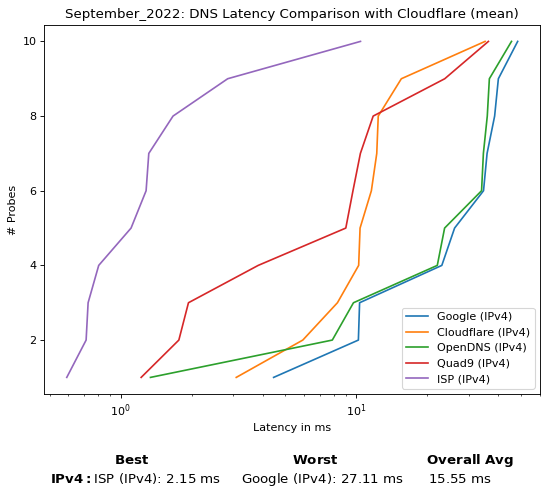 September_2022: DNS Latency Comparison with Cloudflare (mean)
10
8
6
4
2
# Probes
10⁰
10¹
Latency in ms
Google (IPv4)
Cloudflare (IPv4)
OpenDNS (IPv4)
Quad9 (IPv4)
ISP (IPv4)
Best Worst Overall Avg
IPv4: ISP (IPv4): 2.15 ms Google (IPv4): 27.11 ms 15.55 ms